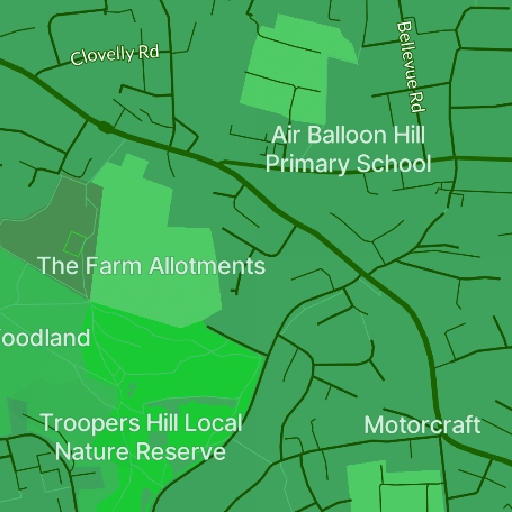 Clovelly Rd
Bellevue Rd
Air Balloon Hill
Primary School
The Farm Allotments
oodland
Troopers Hill Local
Nature Reserve
Motorcraft